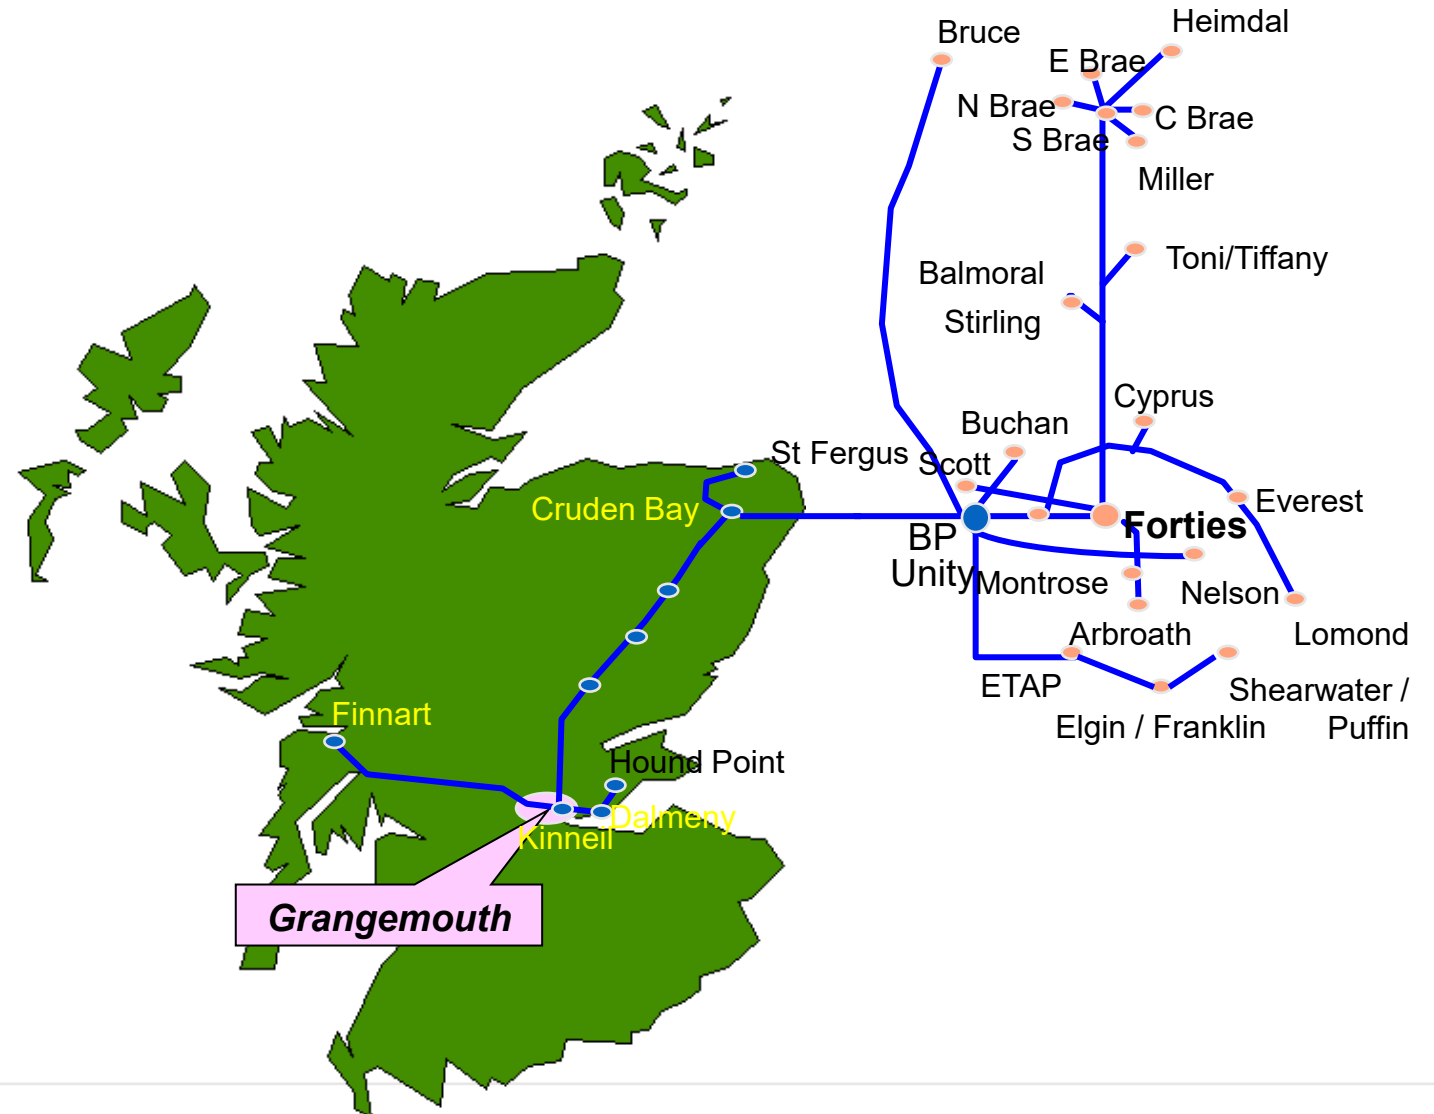 Heimdal
Bruce
E Brae
N Brae
C Brae
S Brae
Miller
Toni/Tiffany
Balmoral
Stirling
Cyprus
Buchan
St Fergus
Scott
Everest
Cruden Bay
Forties
BP
Unity
Montrose
Nelson
Arbroath
Lomond
ETAP
Shearwater /
Puffin
Elgin / Franklin
Finnart
Hound Point
Dalmeny
Kinneil
Grangemouth